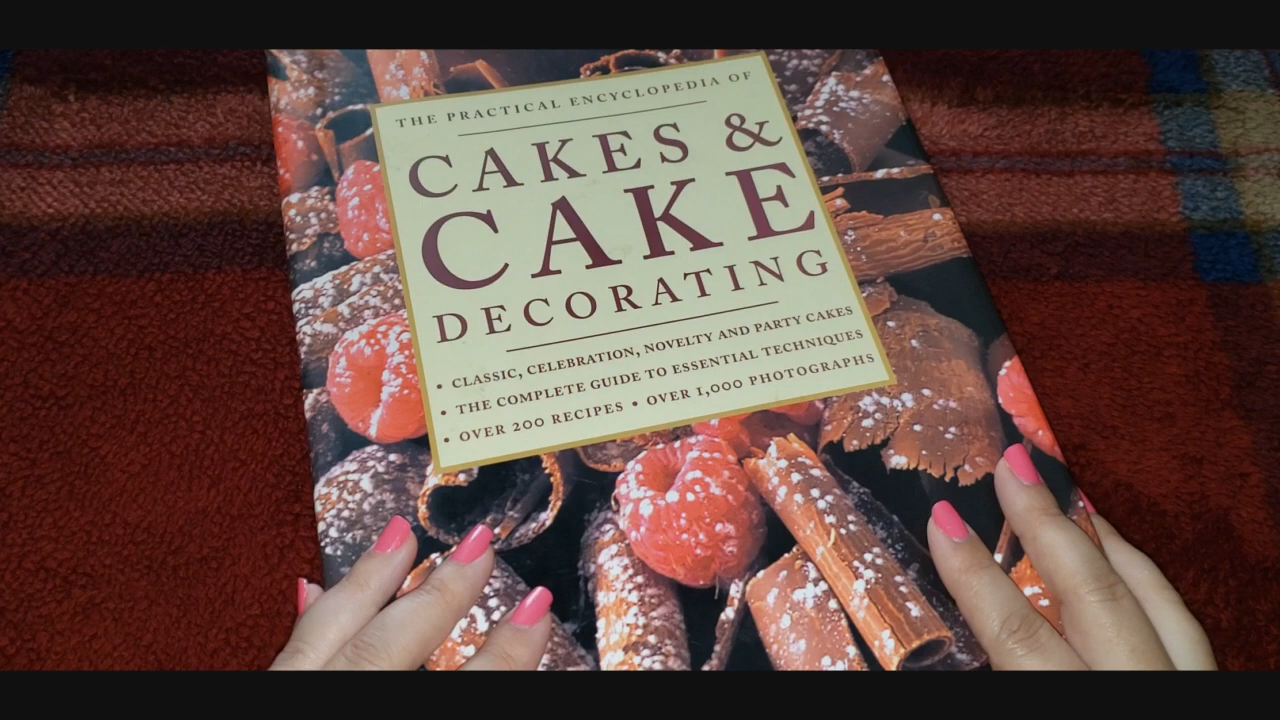 THE PRACTICAL ENCYCLOPEDIA OF
CAKES &
CAKE
DECORATING
• CLASSIC, CELEBRATION, NOVELTY AND PARTY CAKES
• THE COMPLETE GUIDE TO ESSENTIAL TECHNIQUES
• OVER 200 RECIPES • OVER 1,000 PHOTOGRAPHS